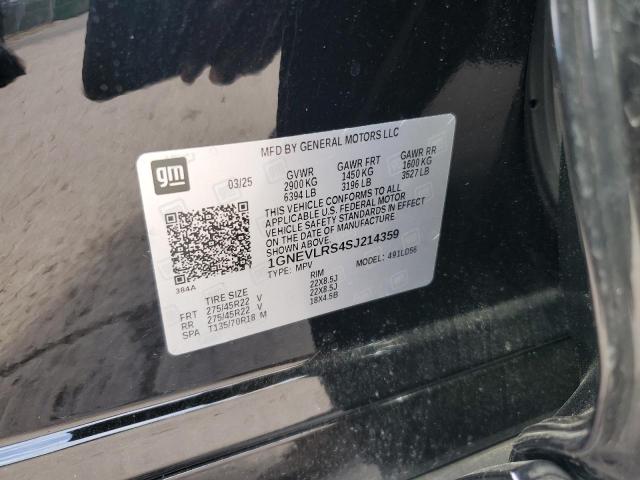 MFD BY GENERAL MOTORS LLC
gm
03/25
GVWR GAWR FRT GAWR RR
2900 KG 1450 KG 1600 KG
6394 LB 3196 LB 3527 LB
THIS VEHICLE CONFORMS TO ALL
APPLICABLE U.S. FEDERAL MOTOR
VEHICLE SAFETY STANDARDS IN EFFECT
ON THE DATE OF MANUFACTURE
SHOWN ABOVE.
1GNEVLRS4SJ214359
TYPE: MPV MODEL: 491LD56
384A
TIRE SIZE RIM
FRT 275/45R22 V 22X8.5J
RR 275/45R22 V 22X8.5J
SPA T135/70R18 M 18X4.5B